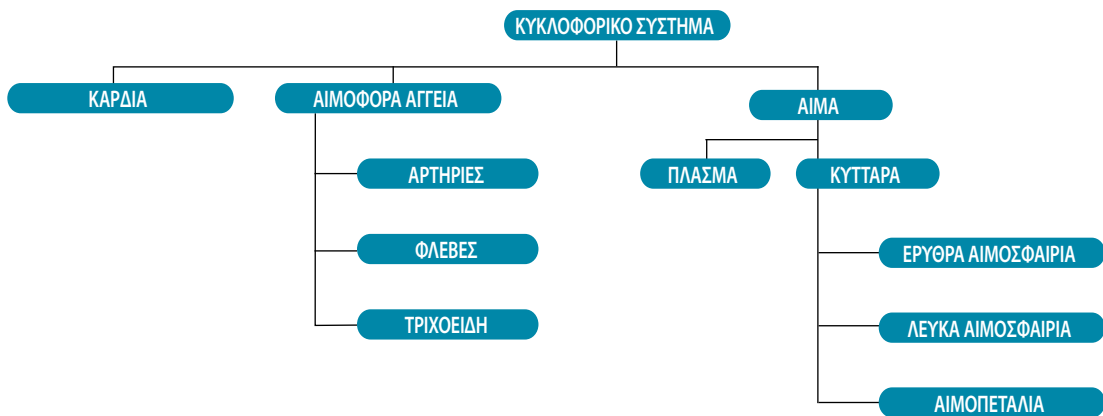 ΚΥΚΛΟΦΟΡΙΚΟ ΣΥΣΤΗΜΑ
ΚΑΡΔΙΑ
ΑΙΜΟΦΟΡΑ ΑΓΓΕΙΑ
ΑΙΜΑ
ΑΡΤΗΡΙΕΣ
ΠΛΑΣΜΑ
ΚΥΤΤΑΡΑ
ΦΛΕΒΕΣ
ΕΡΥΘΡΑ ΑΙΜΟΣΦΑΙΡΙΑ
ΤΡΙΧΟΕΙΔΗ
ΛΕΥΚΑ ΑΙΜΟΣΦΑΙΡΙΑ
ΑΙΜΟΠΕΤΑΛΙΑ